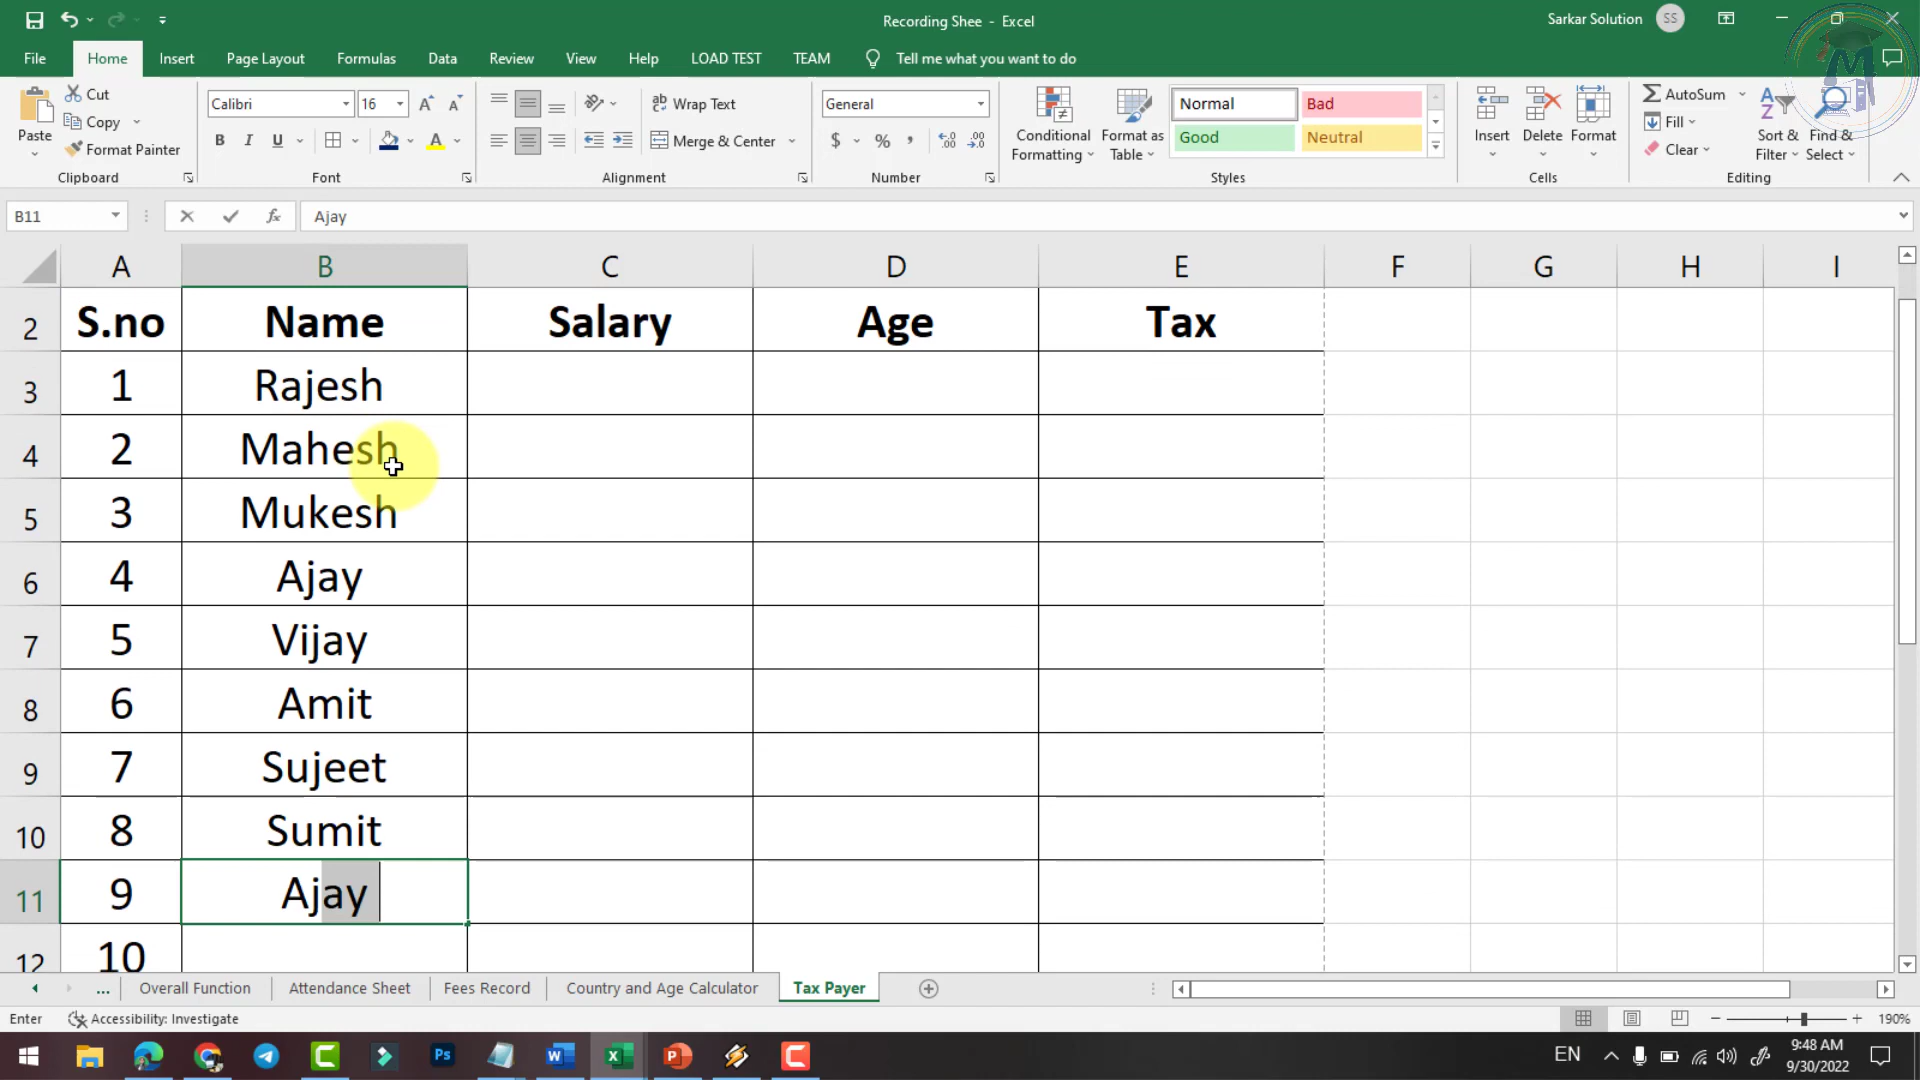 Recording Shee - Excel
Sarkar Solution SS
File Home Insert Page Layout Formulas Data Review View Help LOAD TEST TEAM Tell me what you want to do
Paste
Cut
Copy
Format Painter
Clipboard
Calibri 16
B I U
Font
Wrap Text
Merge & Center
Alignment
General
$ % ,
Number
Conditional Formatting
Format as Table
Normal Bad
Good Neutral
Styles
Insert Delete Format
Cells
AutoSum
Fill
Clear
Sort & Filter
Find & Select
Editing
B11 fx Ajay
A B C D E F G H I
2 S.no Name Salary Age Tax
3 1 Rajesh
4 2 Mahesh
5 3 Mukesh
6 4 Ajay
7 5 Vijay
8 6 Amit
9 7 Sujeet
10 8 Sumit
11 9 Ajay
12 10
... Overall Function Attendance Sheet Fees Record Country and Age Calculator Tax Payer
Enter Accessibility: Investigate 190%
EN 9:48 AM
9/30/2022